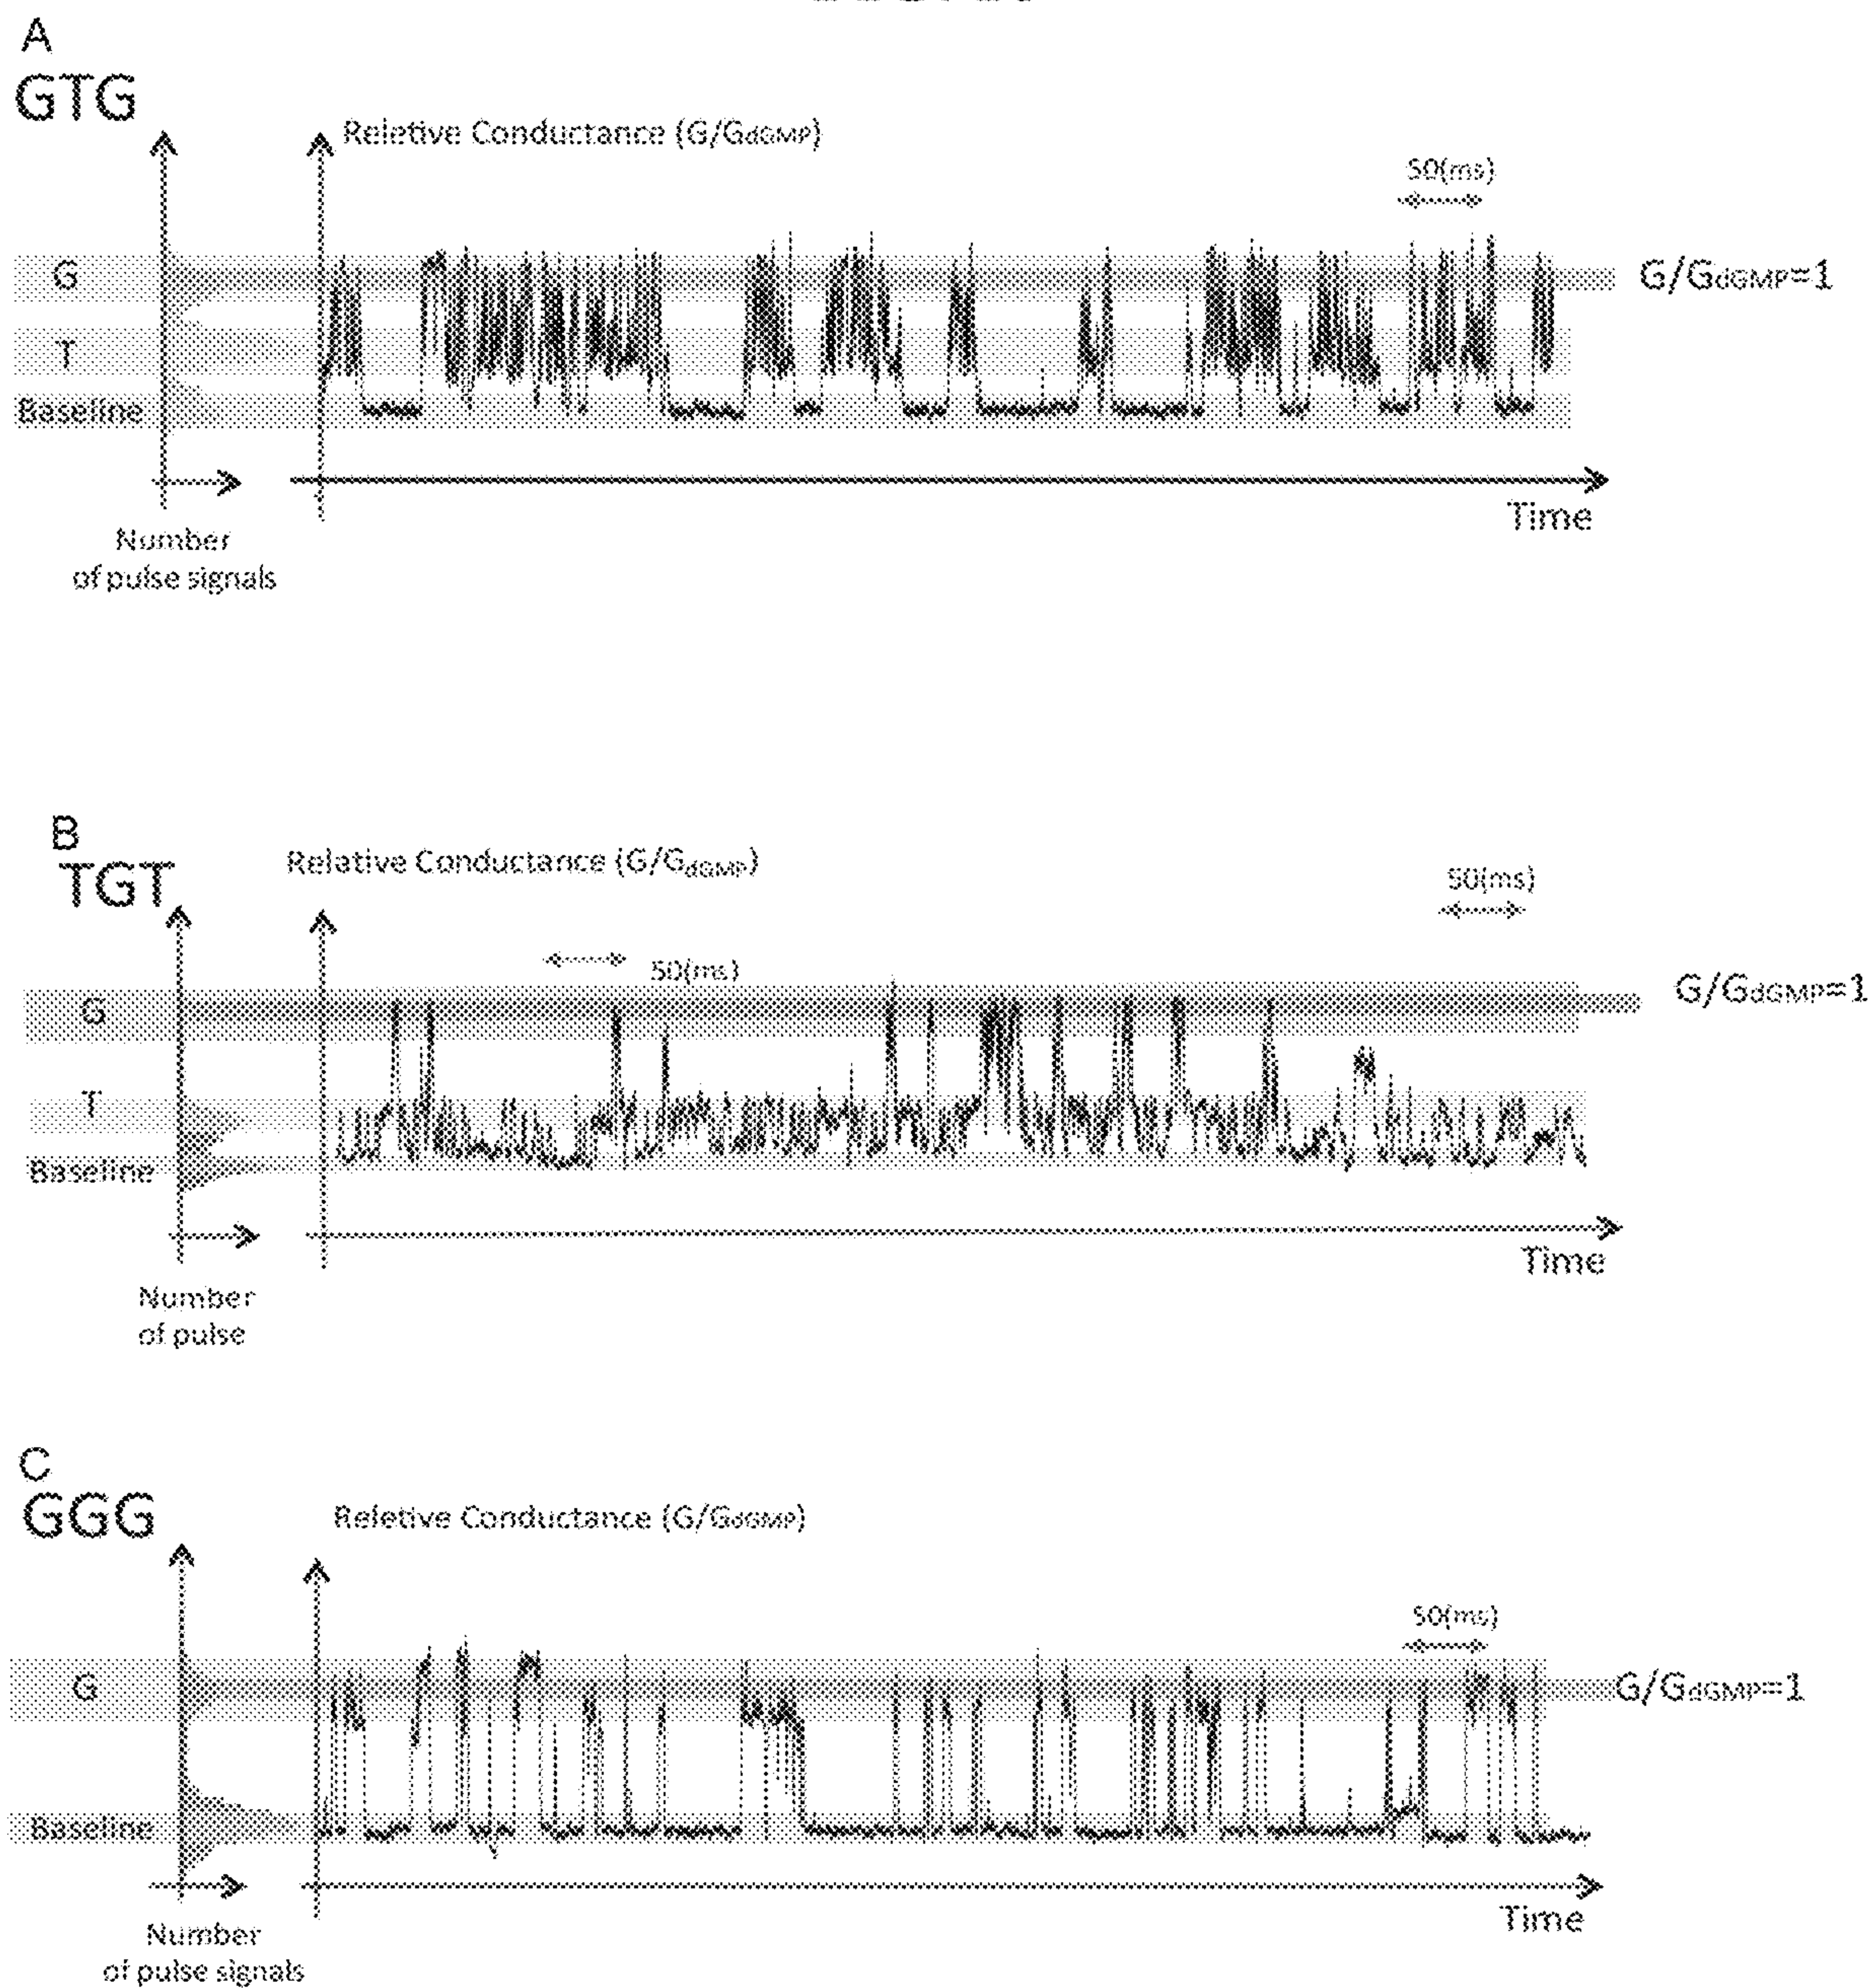 A
GTG
Reletive Conductance (G/GdGMP)
50(ms)
G
G/GdGMP=1
T
Baseline
Time
Number
of pulse signals
B
TGT
Relative Conductance (G/GdGMP)
50(ms)
50(ms)
G
G/GdGMP=1
T
Baseline
Time
Number
of pulse
C
GGG
Reletive Conductance (G/GdGMP)
50(ms)
G
G/GdGMP=1
Baseline
Time
Number
of pulse signals